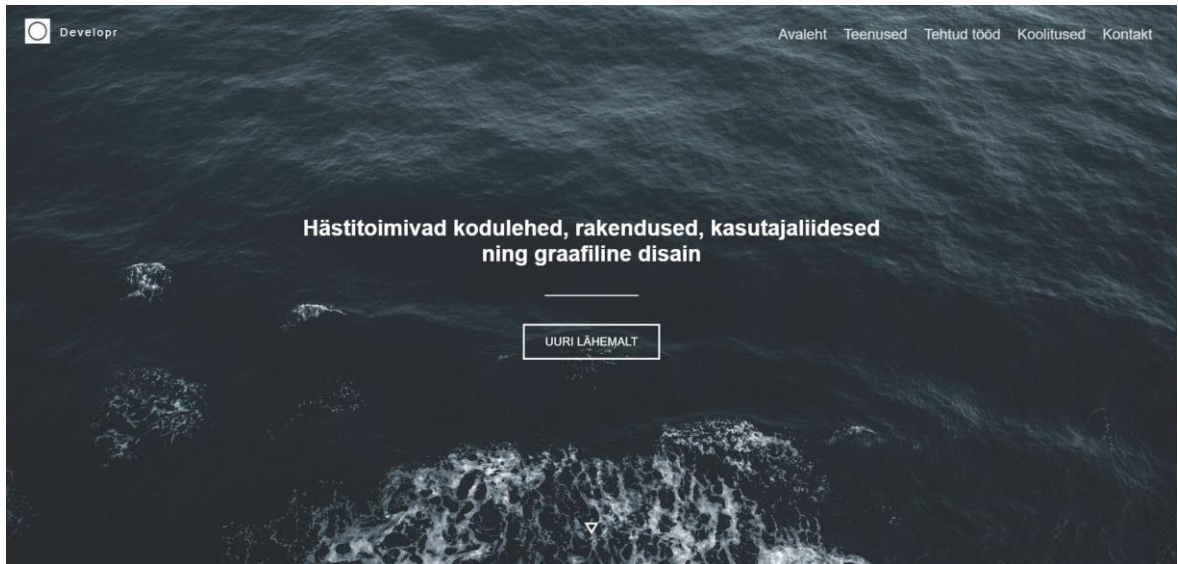 Developr
Avaleht Teenused Tehtud tööd Koolitused Kontakt
Hästitoimivad kodulehed, rakendused, kasutajaliidesed
ning graafiline disain
UURI LÄHEMALT